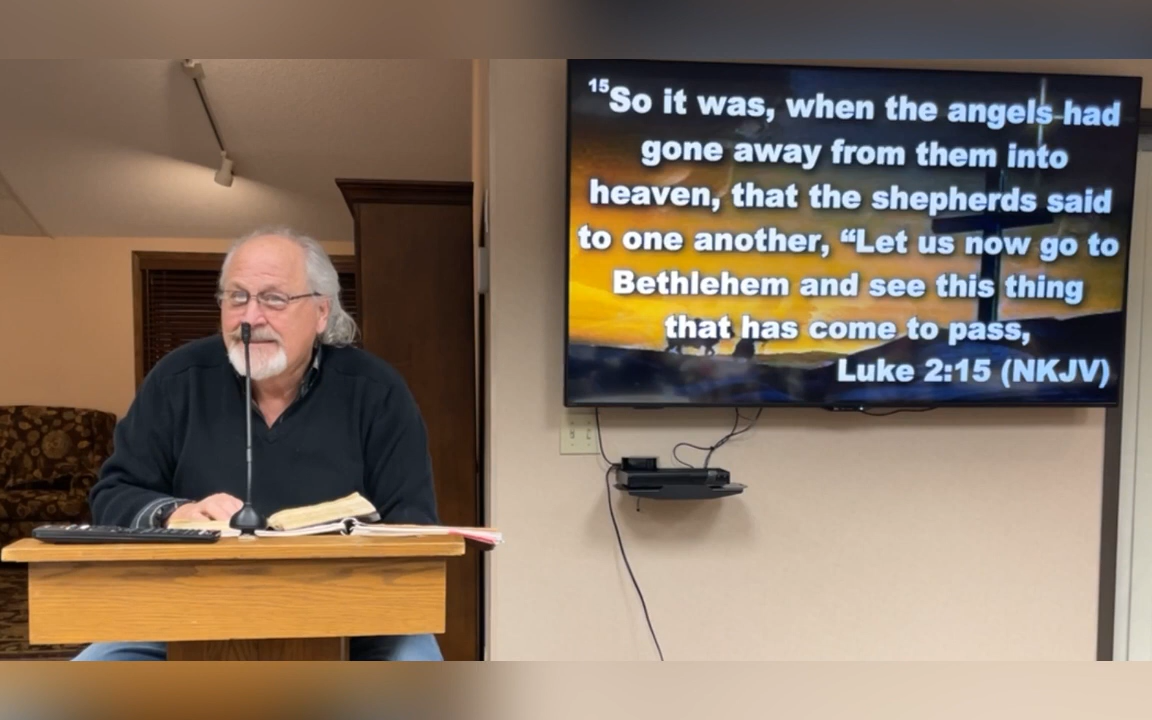 15So it was, when the angels had
gone away from them into
heaven, that the shepherds said
to one another, “Let us now go to
Bethlehem and see this thing
that has come to pass,
Luke 2:15 (NKJV)